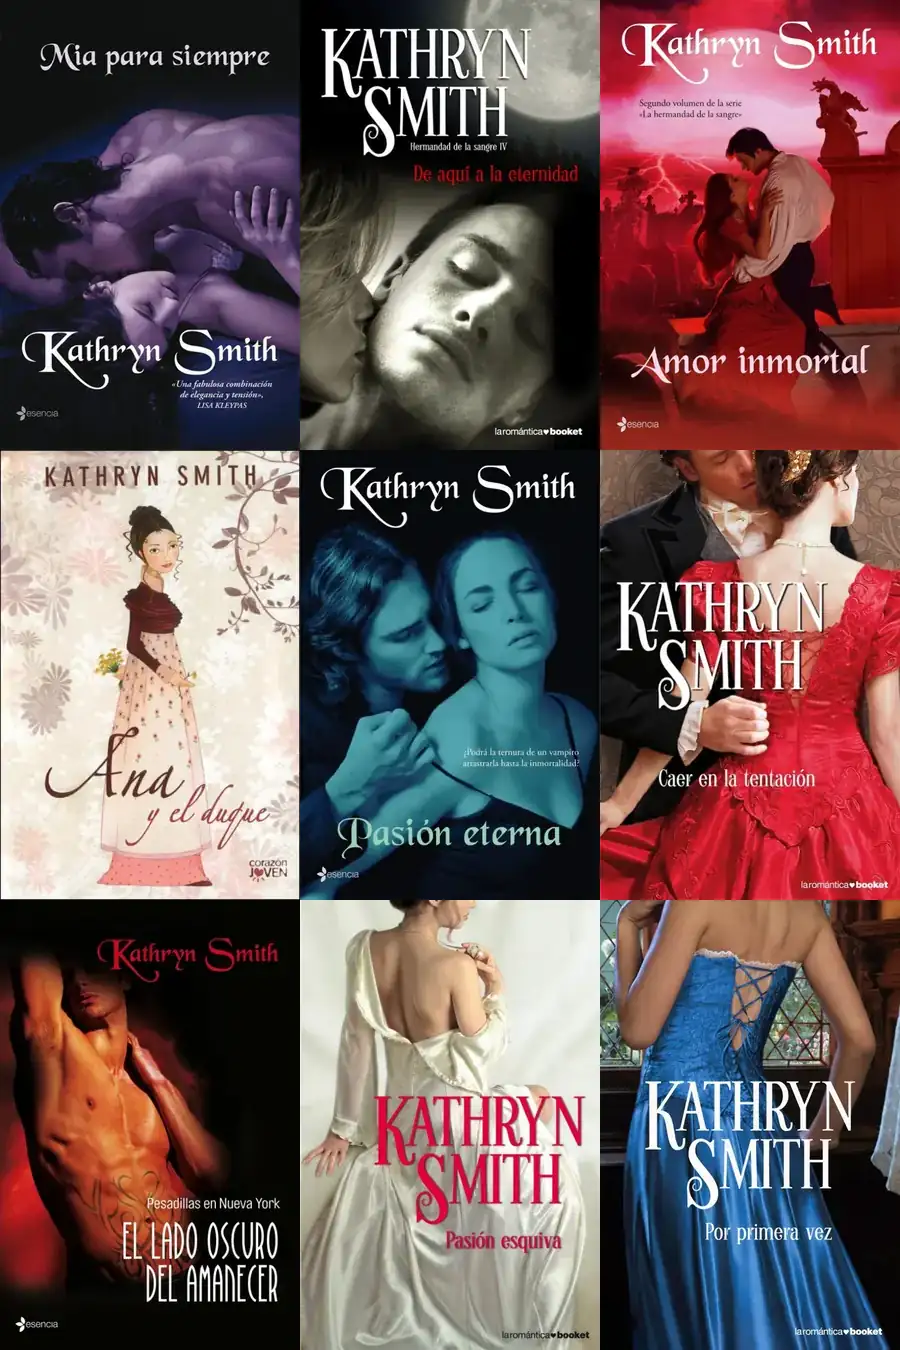 Mia para siempre
Kathryn Smith
«Una fabulosa combinación
de elegancia y tensión»,
LISA KLEYPAS
esencia
KATHRYN
SMITH
Hermandad de la sangre IV
De aquí a la eternidad
laromántica♥booket
Kathryn Smith
Segundo volumen de la serie
«La hermandad de la sangre»
Amor inmortal
esencia
KATHRYN SMITH
Ana
y el duque
corazón
JOVEN
Kathryn Smith
¿Podrá la ternura de un vampiro
arrastrarla hasta la inmortalidad?
Pasión eterna
esencia
KATHRYN
SMITH
Caer en la tentación
laromántica♥booket
Kathryn Smith
Pesadillas en Nueva York
EL LADO OSCURO
DEL AMANECER
esencia
KATHRYN
SMITH
Pasión esquiva
laromántica♥booket
KATHRYN
SMITH
Por primera vez
laromántica♥booket